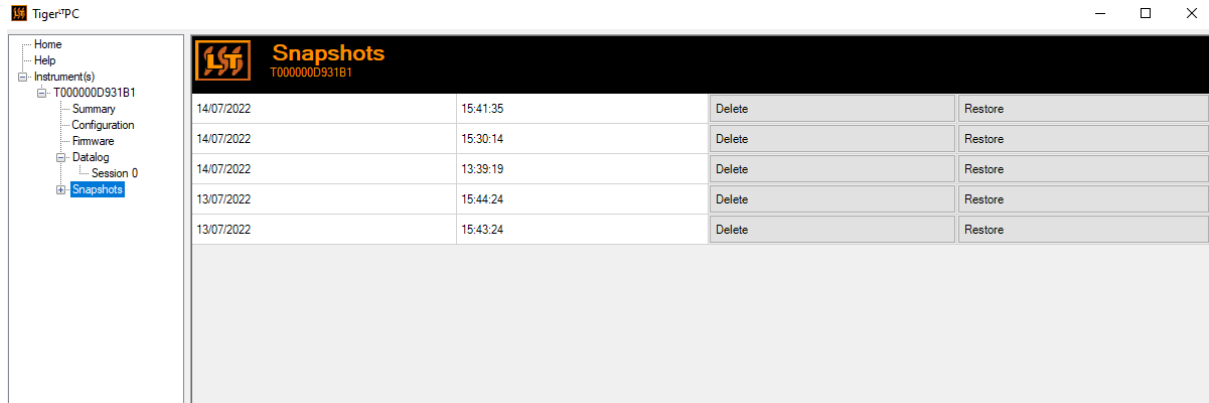 TigerᴸᵀPC
Home
Help
Instrument(s)
T000000D931B1
Summary
Configuration
Firmware
Datalog
Session 0
Snapshots
LST
Snapshots
T000000D931B1
14/07/2022 15:41:35 Delete Restore
14/07/2022 15:30:14 Delete Restore
14/07/2022 13:39:19 Delete Restore
13/07/2022 15:44:24 Delete Restore
13/07/2022 15:43:24 Delete Restore